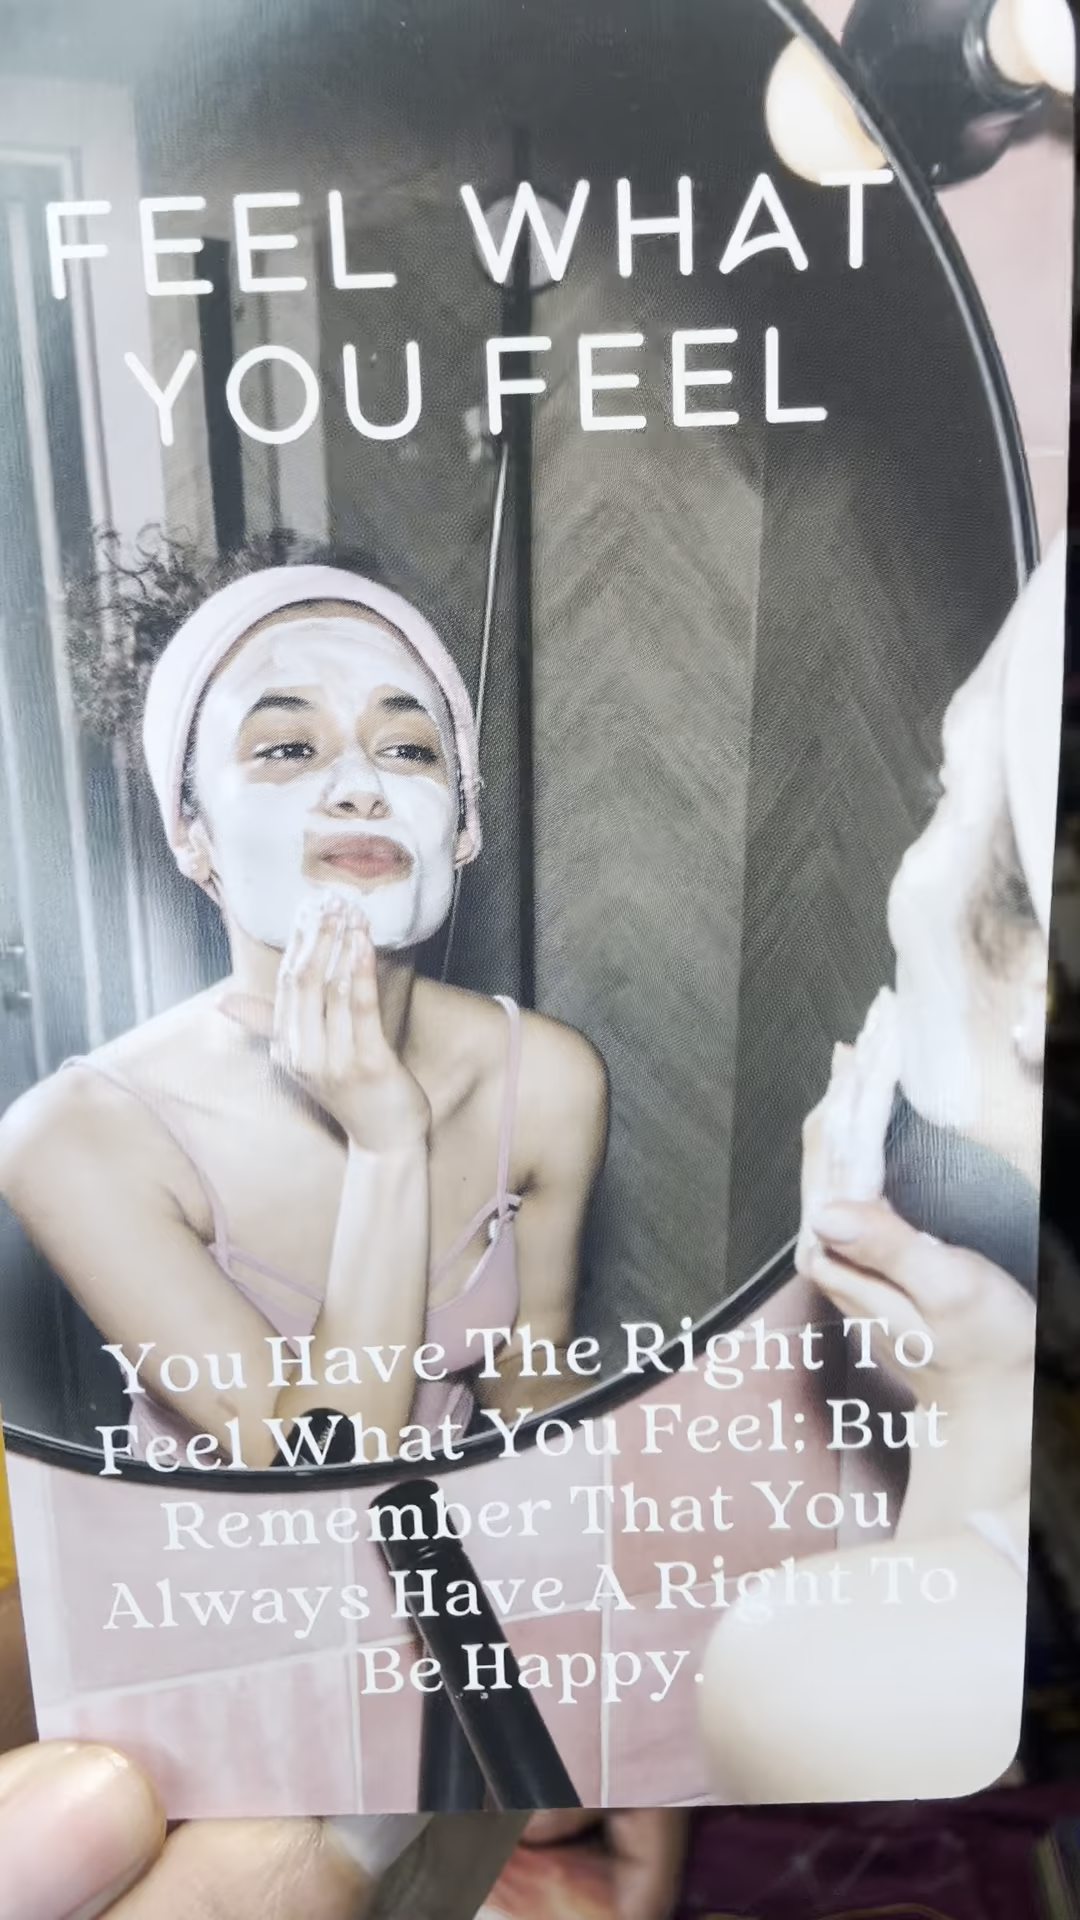 FEEL WHAT
YOU FEEL
You Have The Right To
Feel What You Feel; But
Remember That You
Always Have A Right To
Be Happy.